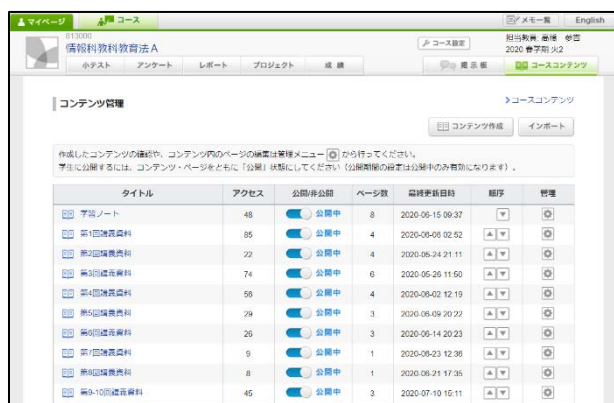 マイページ コース メモ一覧 English
613000
情報科教科教育法A
コース設定
担当教員 高橋 参吉
2020 春学期 火2
小テスト アンケート レポート プロジェクト 成績 掲示板 コースコンテンツ
コンテンツ管理
コースコンテンツ
コンテンツ作成 インポート
作成したコンテンツの確認や、コンテンツ内のページの編集は管理メニュー から行ってください。
学生に公開するには、コンテンツ・ページをともに「公開」状態にしてください（公開期間の設定は公開中のみ有効になります）。
タイトル アクセス 公開/非公開 ページ数 最終更新日時 順序 管理
学習ノート 48 公開中 8 2020-06-15 09:37
第1回講義資料 85 公開中 4 2020-06-08 02:52
第2回講義資料 22 公開中 4 2020-05-24 21:11
第3回講義資料 74 公開中 6 2020-05-26 11:50
第4回講義資料 56 公開中 4 2020-06-02 12:19
第5回講義資料 29 公開中 3 2020-06-09 20:22
第6回講義資料 26 公開中 3 2020-06-14 20:23
第7回講義資料 9 公開中 1 2020-06-23 12:36
第8回講義資料 8 公開中 1 2020-06-21 17:35
第9-10回講義資料 45 公開中 3 2020-07-10 15:11